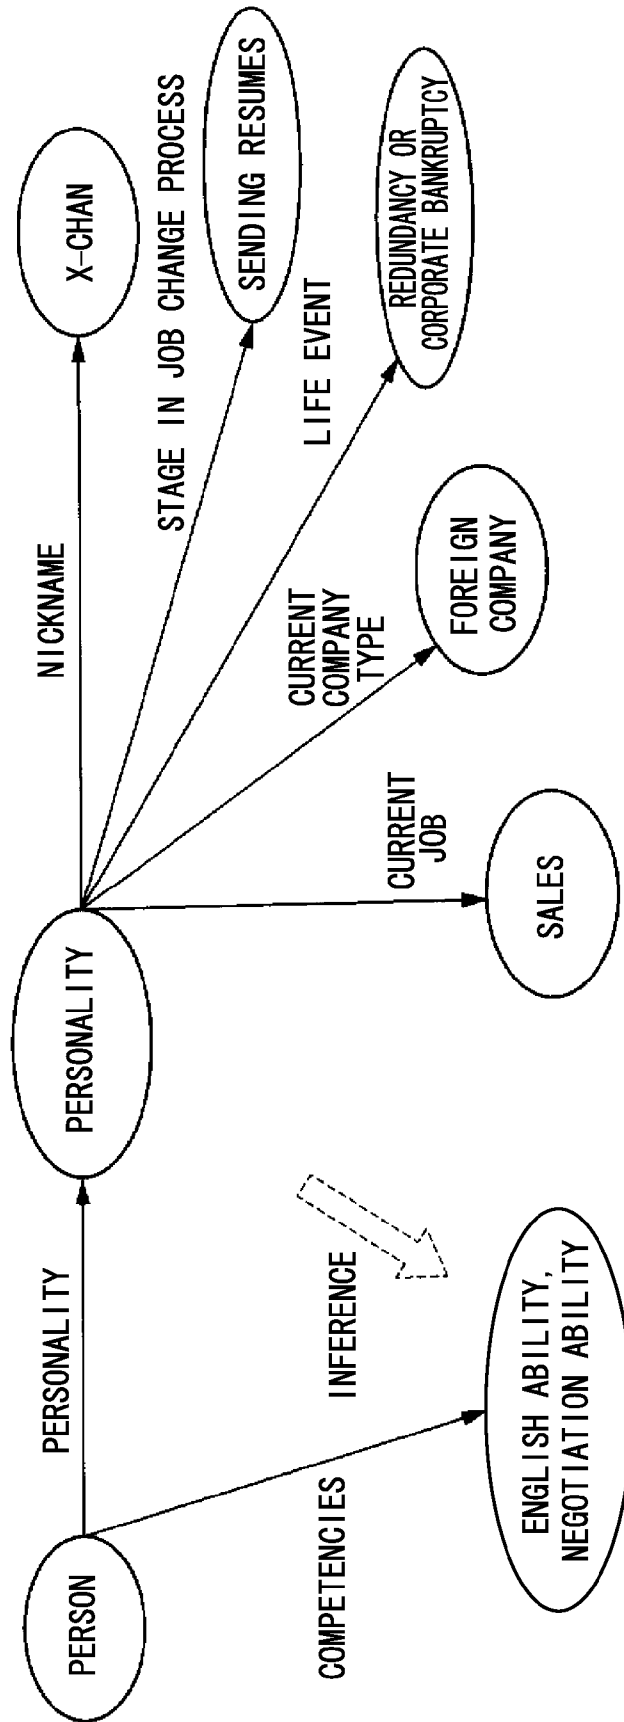 PERSON
PERSONALITY
PERSONALITY
NICKNAME
X-CHAN
STAGE IN JOB CHANGE PROCESS
SENDING RESUMES
LIFE EVENT
REDUNDANCY OR
CORPORATE BANKRUPTCY
CURRENT
COMPANY
TYPE
FOREIGN
COMPANY
CURRENT
JOB
SALES
INFERENCE
COMPETENCIES
ENGLISH ABILITY,
NEGOTIATION ABILITY